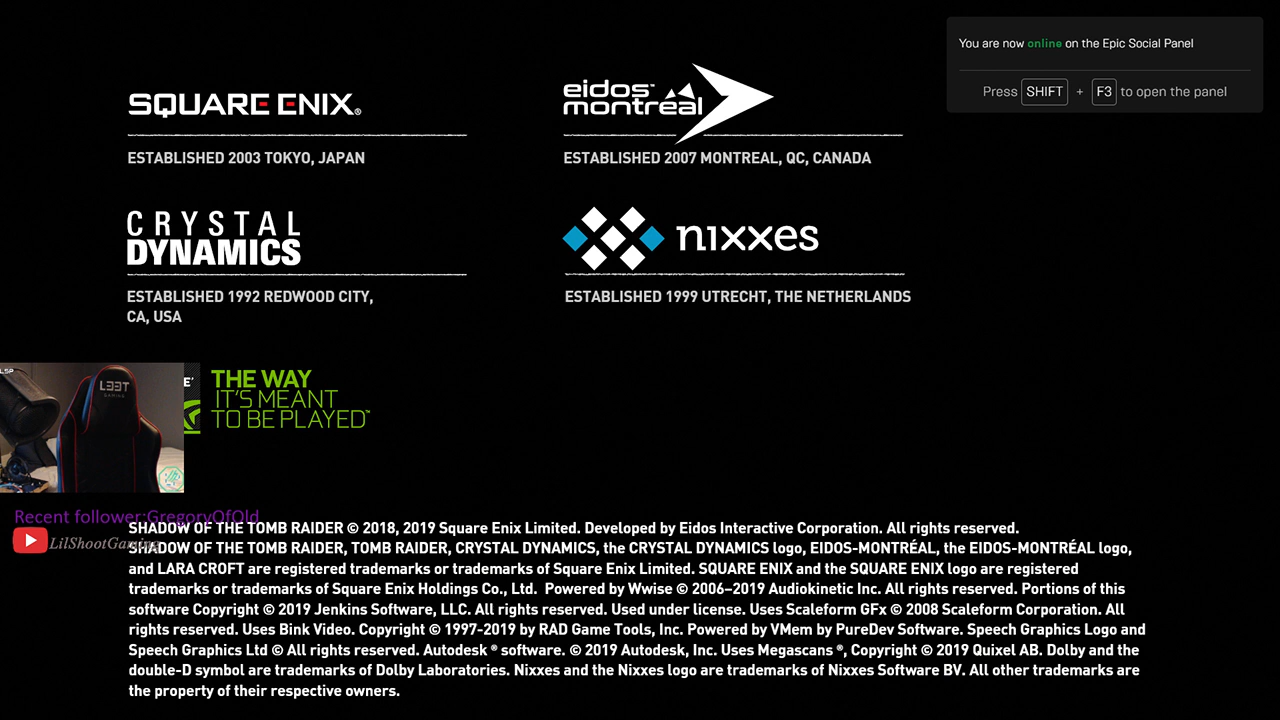 You are now online on the Epic Social Panel
Press SHIFT + F3 to open the panel
SQUARE ENIX®
ESTABLISHED 2003 TOKYO, JAPAN
eidos™
montréal
ESTABLISHED 2007 MONTREAL, QC, CANADA
CRYSTAL
DYNAMICS
ESTABLISHED 1992 REDWOOD CITY,
CA, USA
nixxes
ESTABLISHED 1999 UTRECHT, THE NETHERLANDS
L33T
GAMING
THE WAY
IT'S MEANT
TO BE PLAYED™
Recent follower:GregoryOfOld
LilShootGaming
SHADOW OF THE TOMB RAIDER © 2018, 2019 Square Enix Limited. Developed by Eidos Interactive Corporation. All rights reserved.
SHADOW OF THE TOMB RAIDER, TOMB RAIDER, CRYSTAL DYNAMICS, the CRYSTAL DYNAMICS logo, EIDOS-MONTRÉAL, the EIDOS-MONTRÉAL logo,
and LARA CROFT are registered trademarks or trademarks of Square Enix Limited. SQUARE ENIX and the SQUARE ENIX logo are registered
trademarks or trademarks of Square Enix Holdings Co., Ltd. Powered by Wwise © 2006–2019 Audiokinetic Inc. All rights reserved. Portions of this
software Copyright © 2019 Jenkins Software, LLC. All rights reserved. Used under license. Uses Scaleform GFx © 2008 Scaleform Corporation. All
rights reserved. Uses Bink Video. Copyright © 1997-2019 by RAD Game Tools, Inc. Powered by VMem by PureDev Software. Speech Graphics Logo and
Speech Graphics Ltd © All rights reserved. Autodesk ® software. © 2019 Autodesk, Inc. Uses Megascans ®, Copyright © 2019 Quixel AB. Dolby and the
double-D symbol are trademarks of Dolby Laboratories. Nixxes and the Nixxes logo are trademarks of Nixxes Software BV. All other trademarks are
the property of their respective owners.